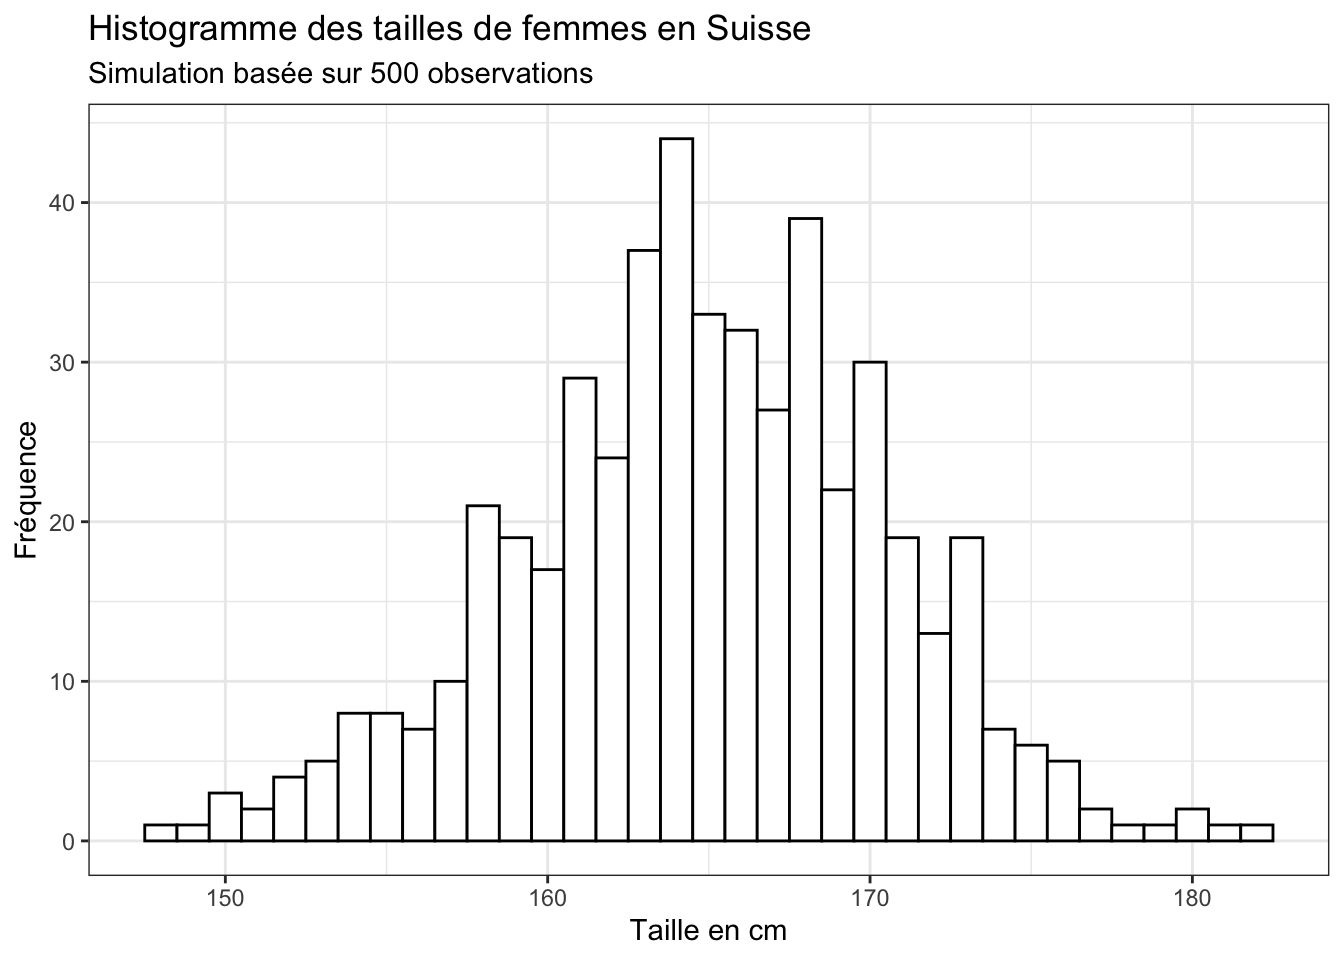 Histogramme des tailles de femmes en Suisse
Simulation basée sur 500 observations
40
30
20
10
0
Fréquence
150 160 170 180
Taille en cm